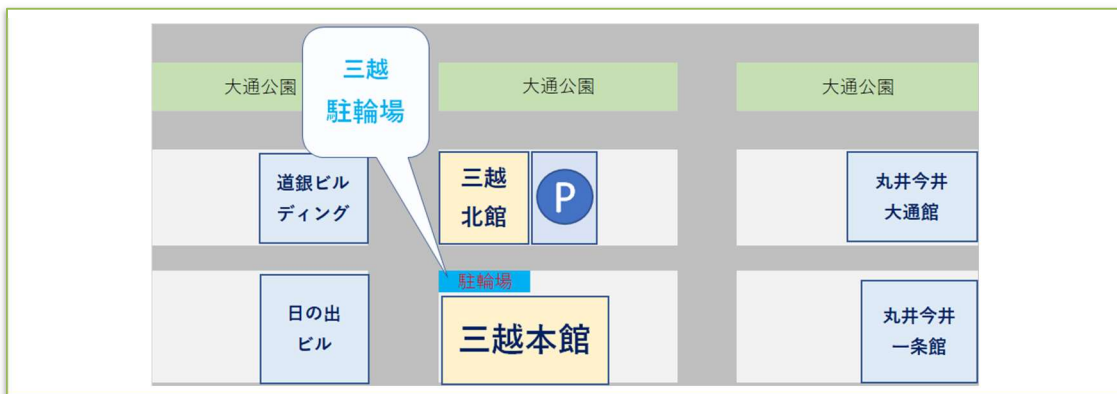 三越
駐輪場
大通公園
大通公園
大通公園
道銀ビル
ディング
三越
北館
P
丸井今井
大通館
駐輪場
日の出
ビル
三越本館
丸井今井
一条館